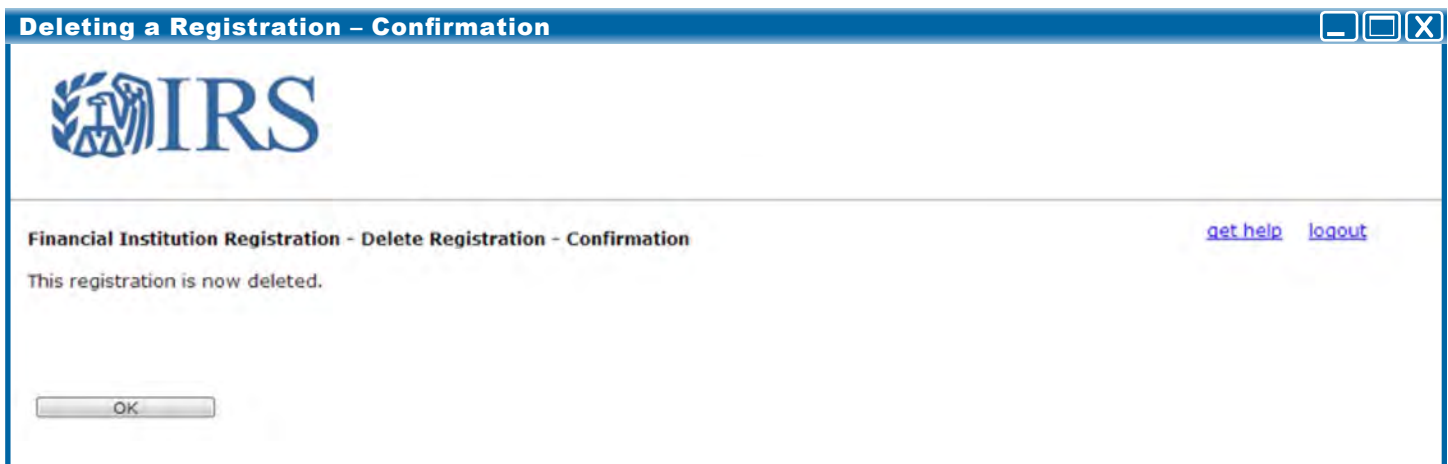 Deleting a Registration – Confirmation
IRS
Financial Institution Registration - Delete Registration - Confirmation
get help logout
This registration is now deleted.
OK